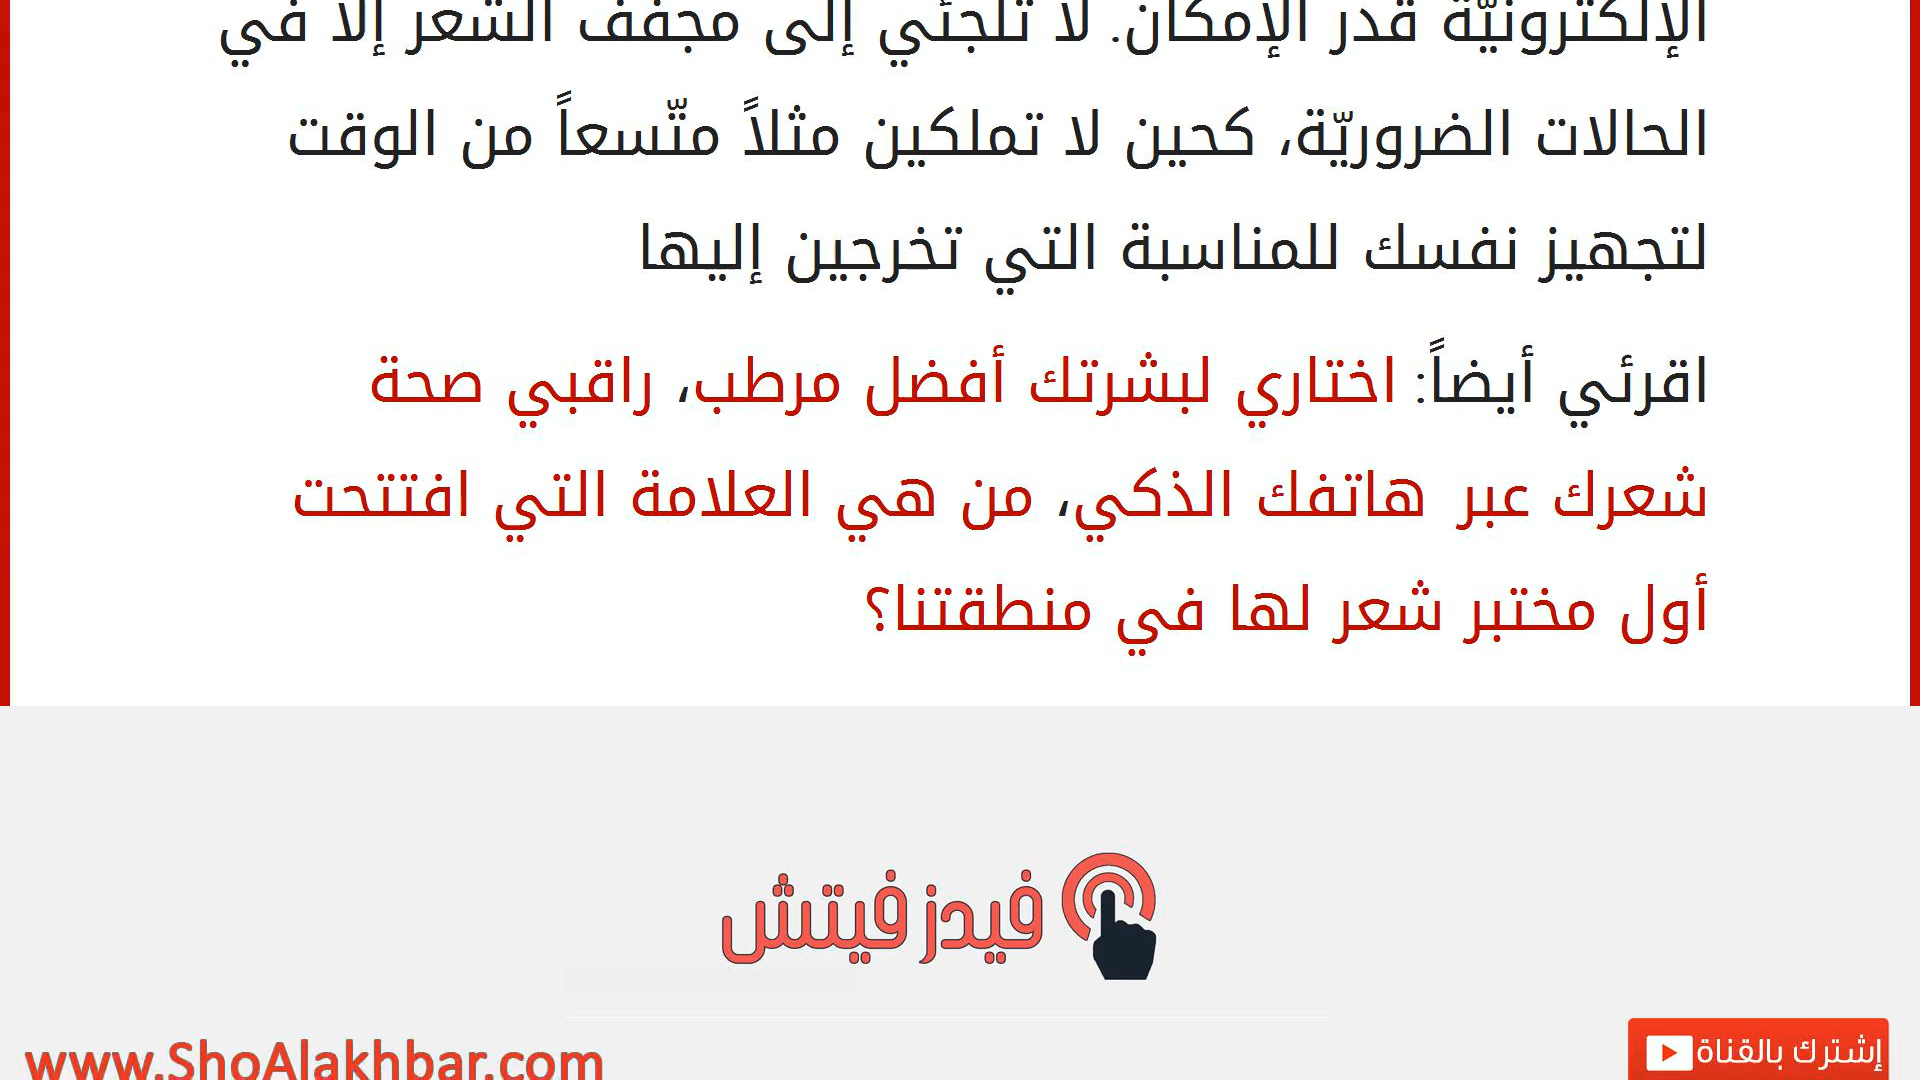 الإلكترونيّة قدر الإمكان. لا تلجئي إلى مجفف الشعر إلا في
الحالات الضروريّة، كحين لا تملكين مثلاً متّسعاً من الوقت
لتجهيز نفسك للمناسبة التي تخرجين إليها
اقرئي أيضاً: اختاري لبشرتك أفضل مرطب، راقبي صحة
شعرك عبر هاتفك الذكي، من هي العلامة التي افتتحت
أول مختبر شعر لها في منطقتنا؟
فيدز فيتش
www.ShoAlakhbar.com
إشترك بالقناة